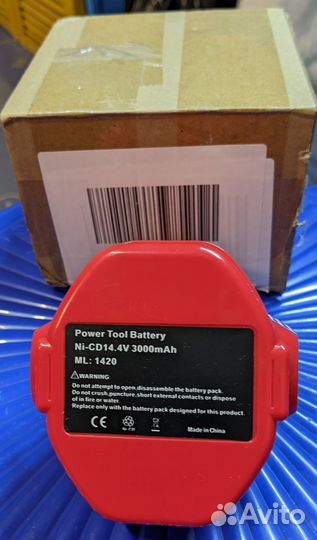 Power Tool Battery
Ni-CD14.4V 3000mAh
ML: 1420
⚠WARNING
Do not attempt to open,disassemble the battery pack.
Do not crush,puncture,short external contacts or dispose
of in fire or water.
Replace only with the battery pack designed for this product.
CE
Ni-CD
Made in China
Avito